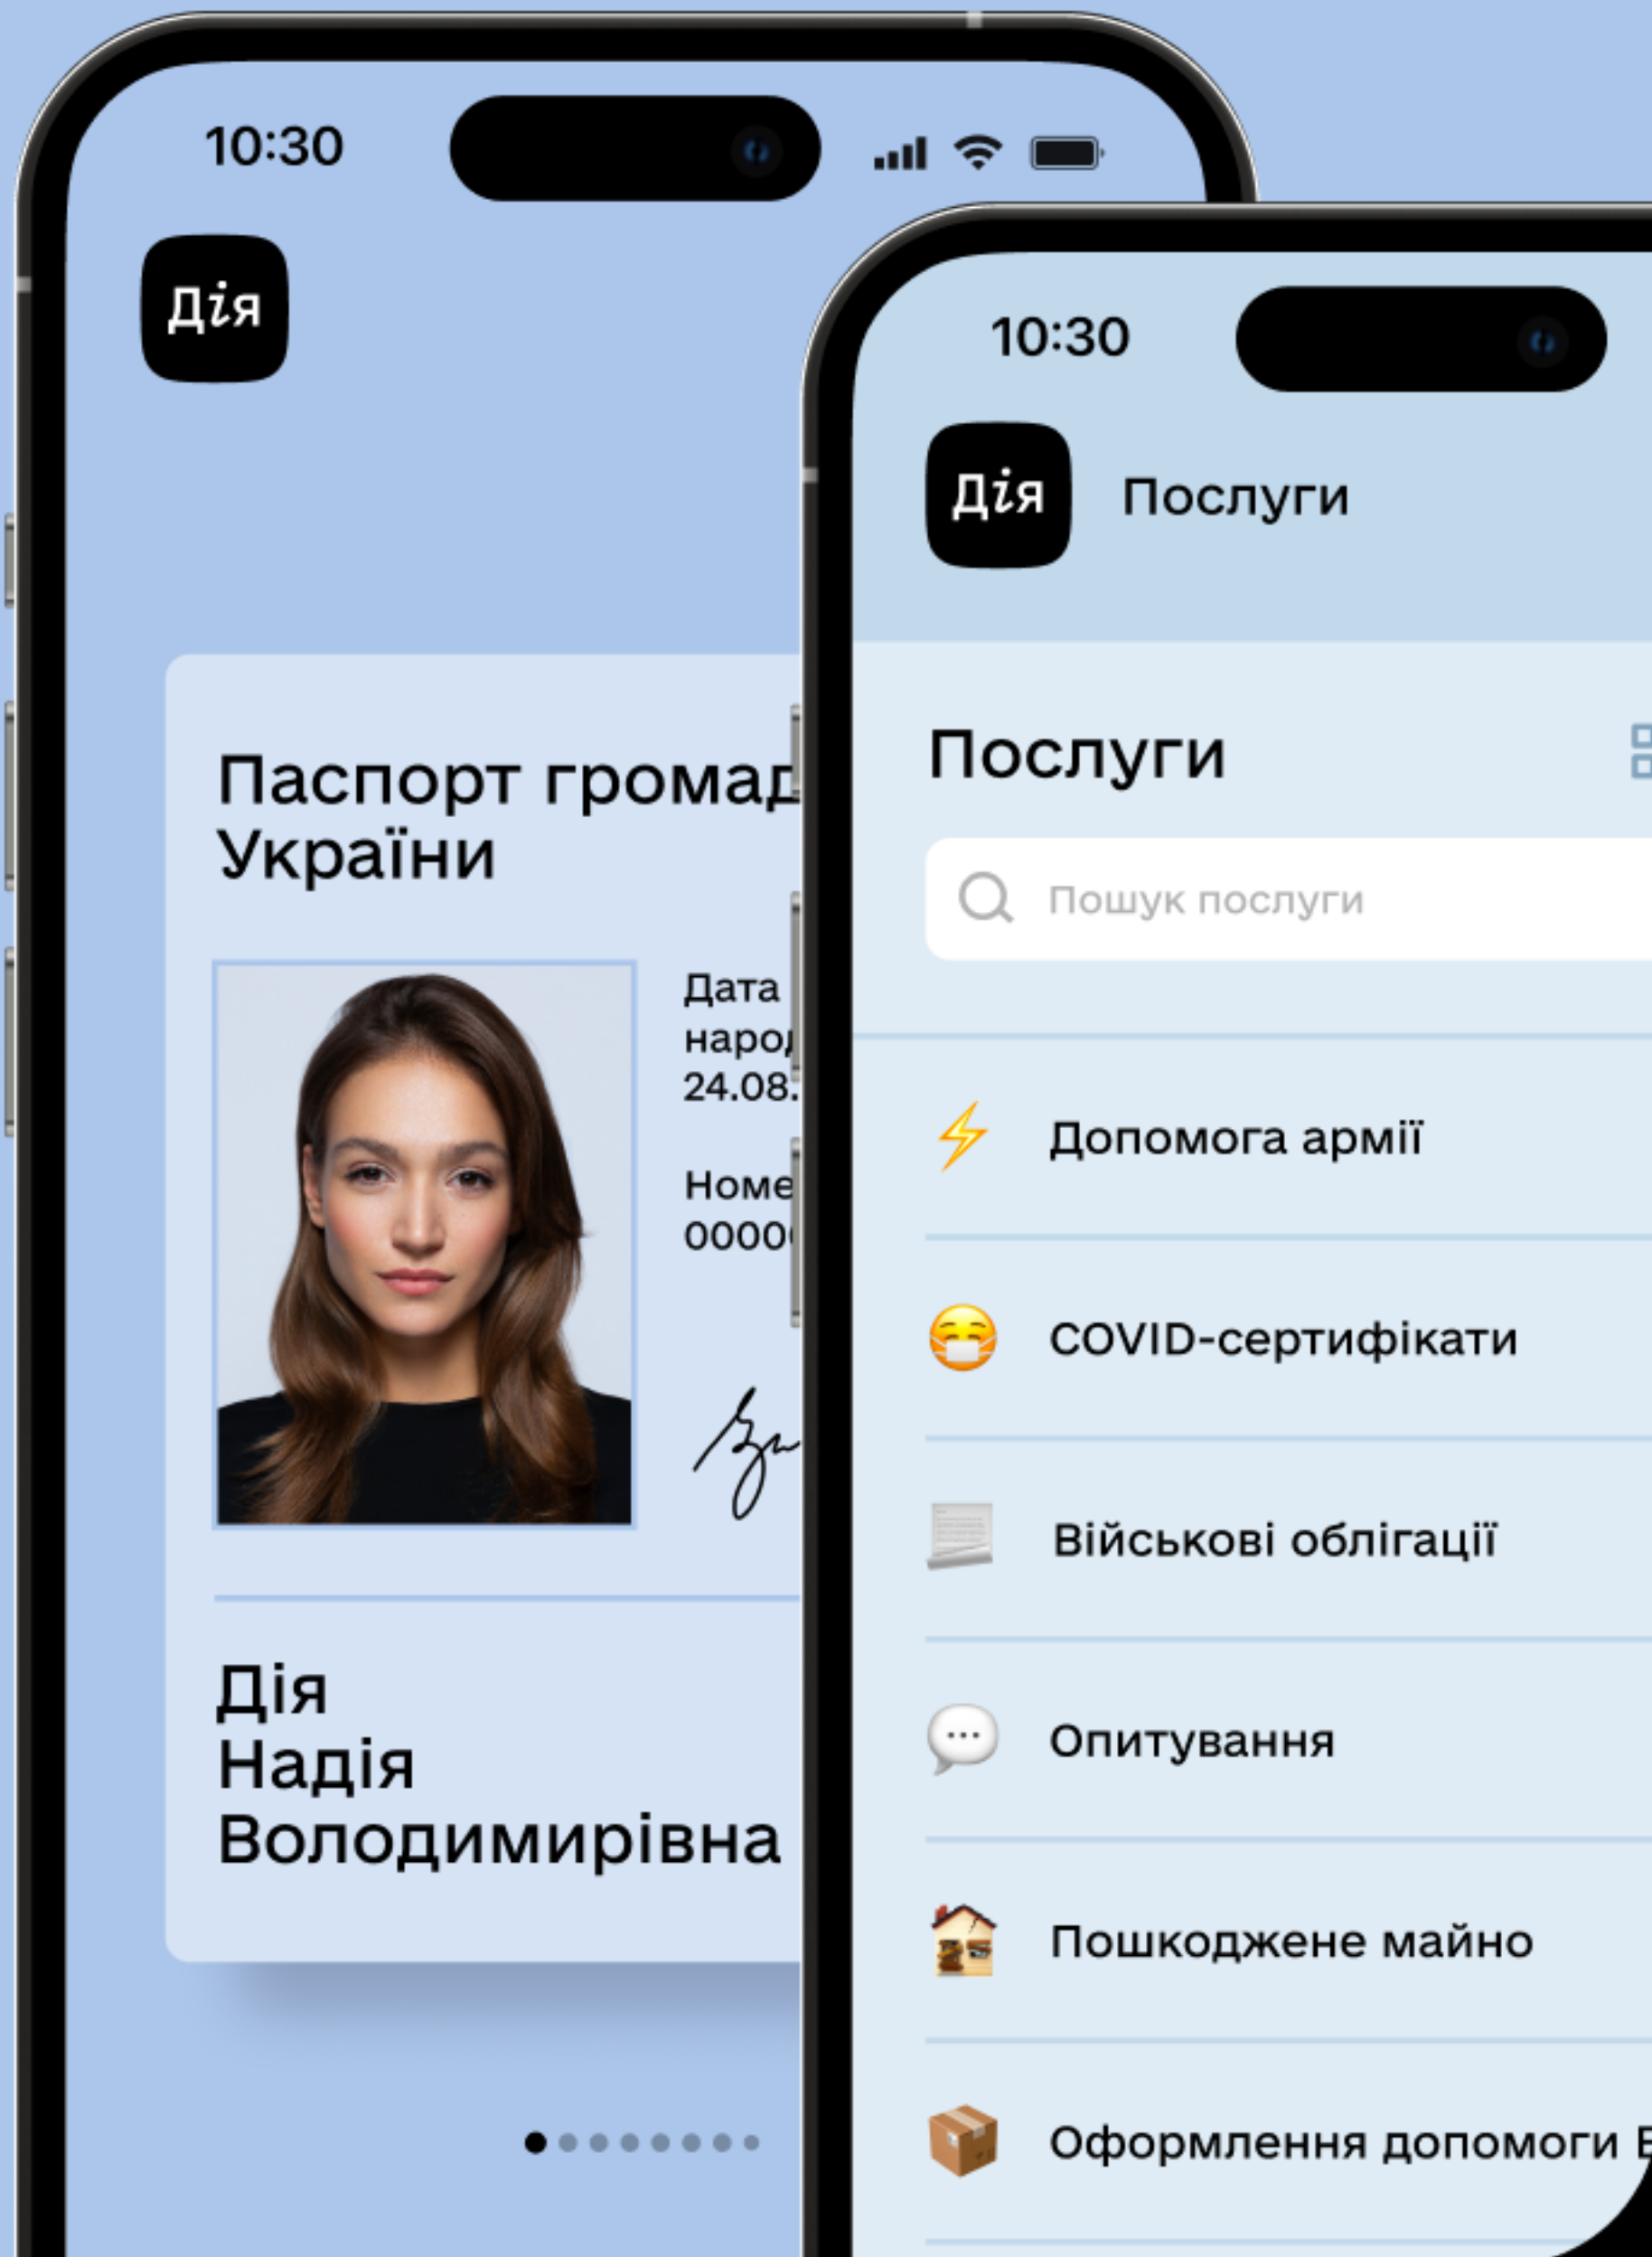 10:30
Дія
Паспорт громад
України
Дата
народ
24.08.
Номе
0000
Дія
Надія
Володимирівна
10:30
Дія Послуги
Послуги
Пошук послуги
Допомога армії
COVID-сертифікати
Військові облігації
Опитування
Пошкоджене майно
Оформлення допомоги